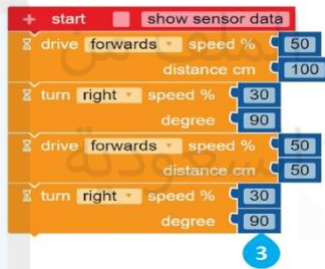 + start show sensor data
drive forwards speed % 50
distance cm 100
turn right speed % 30
degree 90
drive forwards speed % 50
distance cm 50
turn right speed % 30
degree 90
3